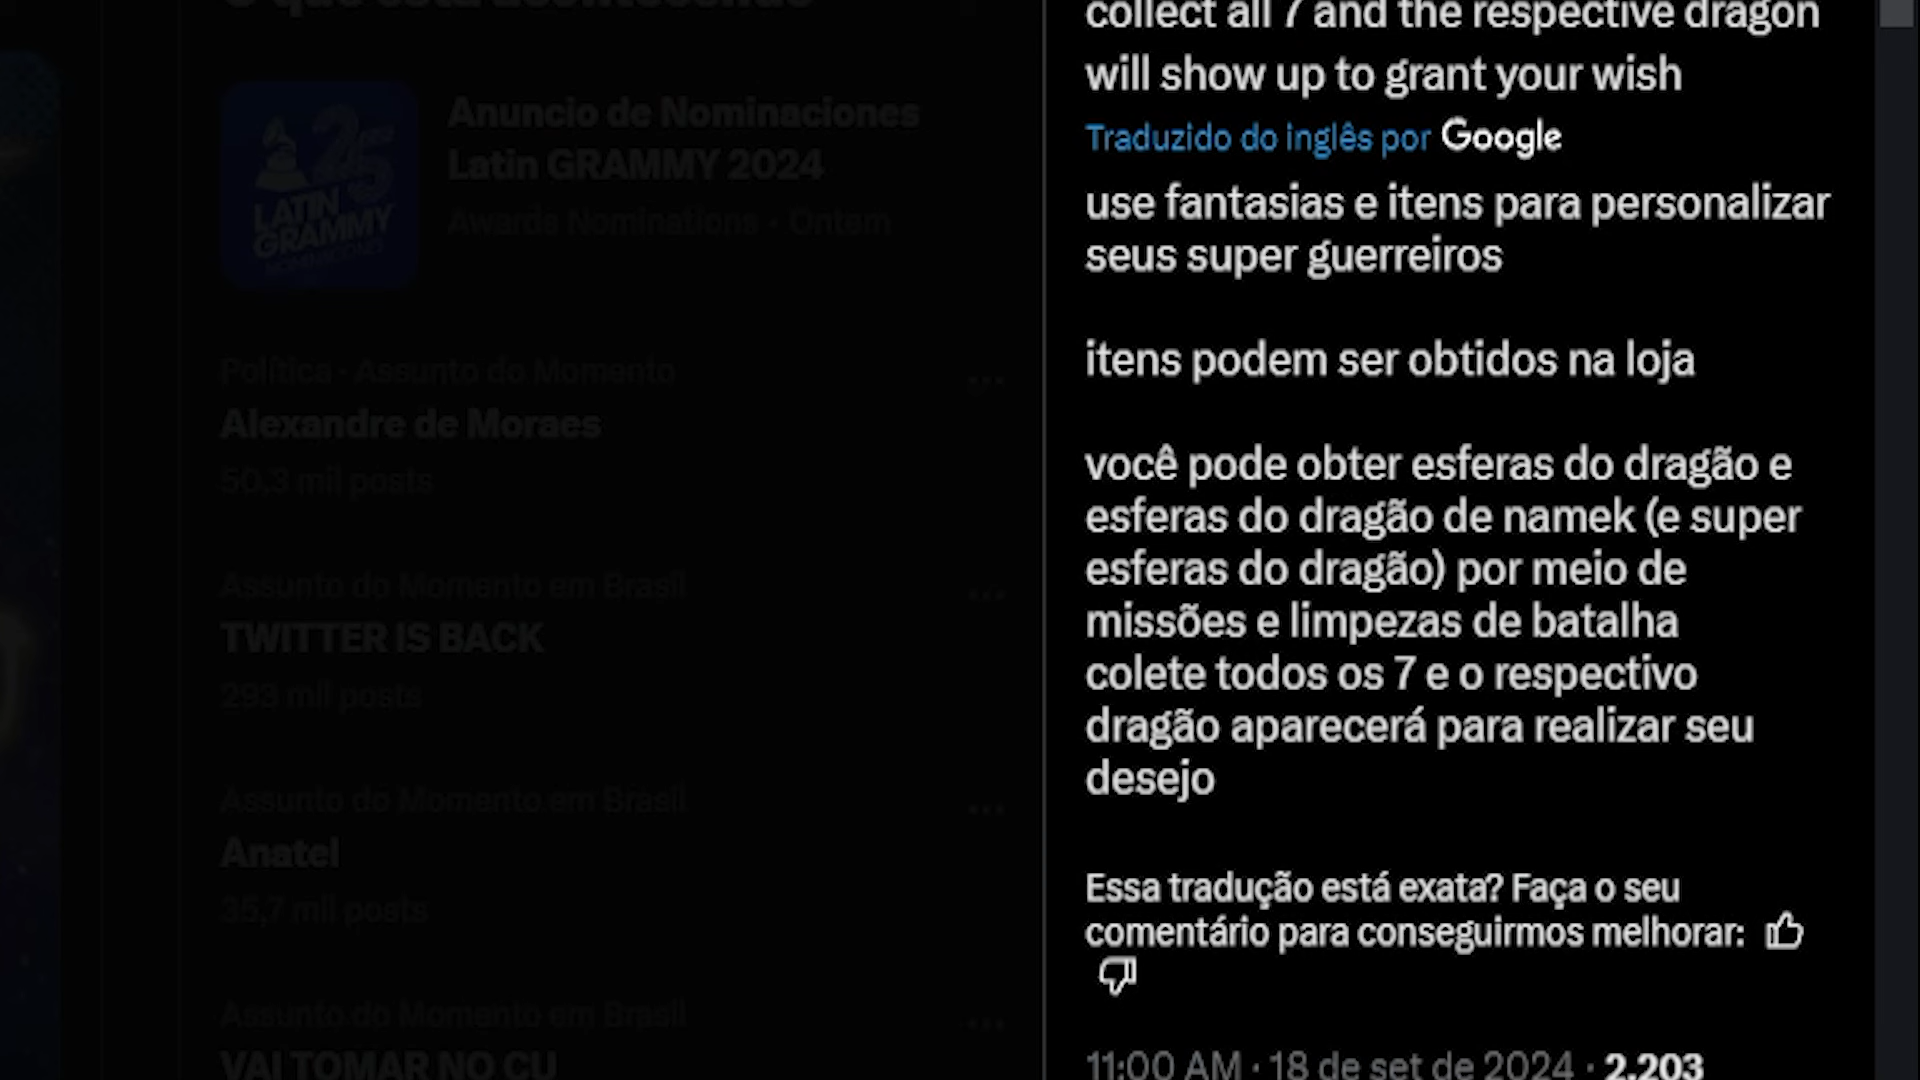 O que está acontecendo
Anuncio de Nominaciones
Latin GRAMMY 2024
Awards Nominations · Ontem
25
LATIN
GRAMMY
Política · Assunto do Momento
Alexandre de Moraes
50.3 mil posts
Assunto do Momento em Brasil
TWITTER IS BACK
293 mil posts
Assunto do Momento em Brasil
Anatel
35,7 mil posts
Assunto do Momento em Brasil
VAI TOMAR NO CU
collect all 7 and the respective dragon
will show up to grant your wish
Traduzido do inglês por Google
use fantasias e itens para personalizar
seus super guerreiros
itens podem ser obtidos na loja
você pode obter esferas do dragão e
esferas do dragão de namek (e super
esferas do dragão) por meio de
missões e limpezas de batalha
colete todos os 7 e o respectivo
dragão aparecerá para realizar seu
desejo
Essa tradução está exata? Faça o seu
comentário para conseguirmos melhorar:
11:00 AM · 18 de set de 2024 · 2.203